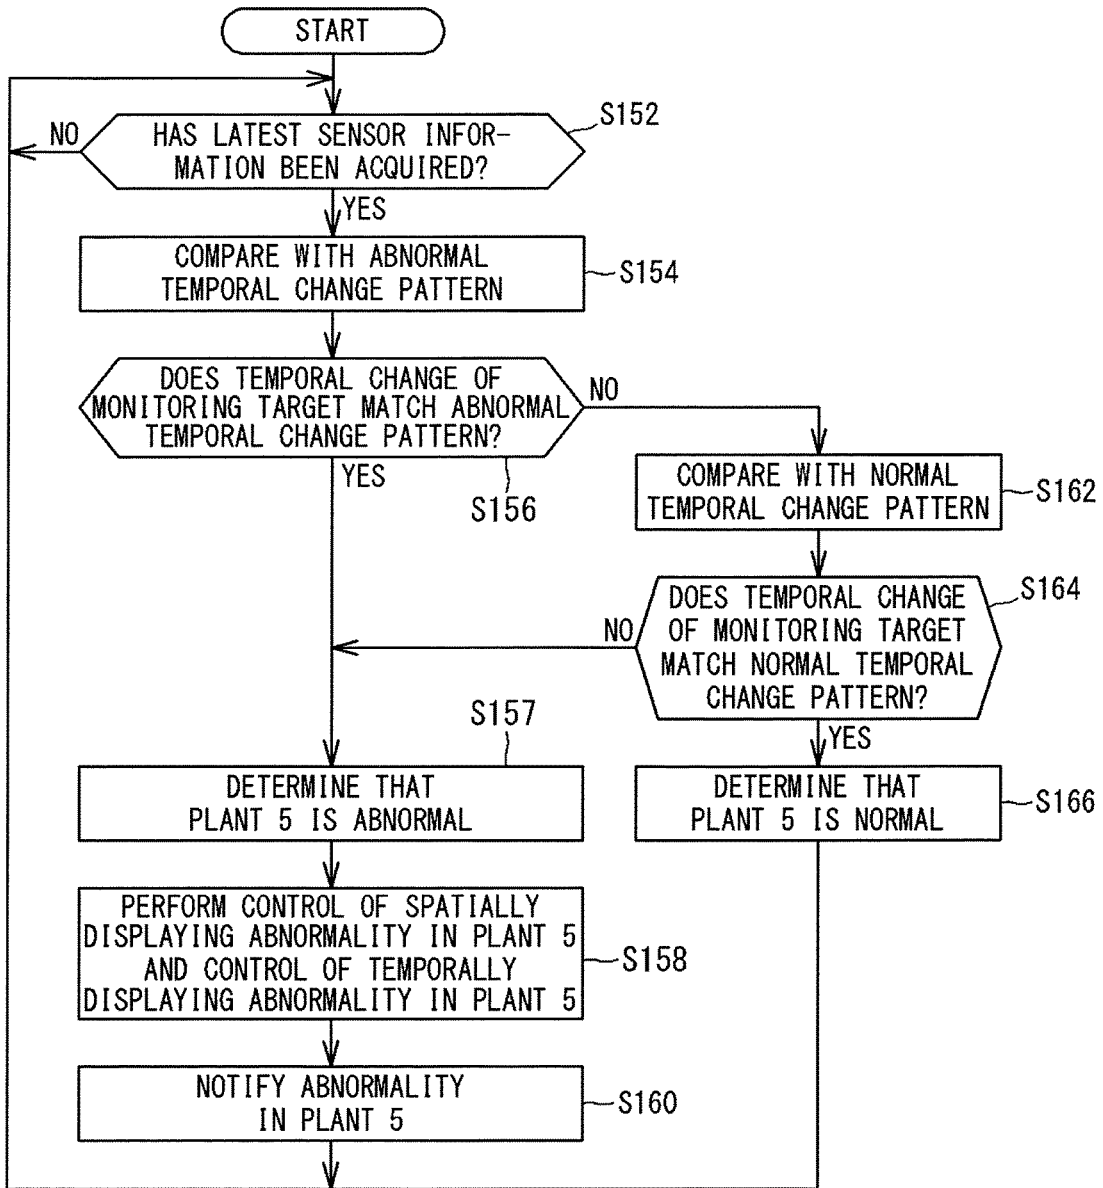 START
S152
NO
HAS LATEST SENSOR INFOR-
MATION BEEN ACQUIRED?
YES
COMPARE WITH ABNORMAL
TEMPORAL CHANGE PATTERN
S154
DOES TEMPORAL CHANGE OF
MONITORING TARGET MATCH ABNORMAL
TEMPORAL CHANGE PATTERN?
NO
YES
S156
COMPARE WITH NORMAL
TEMPORAL CHANGE PATTERN
S162
S164
NO
DOES TEMPORAL CHANGE
OF MONITORING TARGET
MATCH NORMAL TEMPORAL
CHANGE PATTERN?
YES
S157
DETERMINE THAT
PLANT 5 IS ABNORMAL
DETERMINE THAT
PLANT 5 IS NORMAL
S166
PERFORM CONTROL OF SPATIALLY
DISPLAYING ABNORMALITY IN PLANT 5
AND CONTROL OF TEMPORALLY
DISPLAYING ABNORMALITY IN PLANT 5
S158
NOTIFY ABNORMALITY
IN PLANT 5
S160